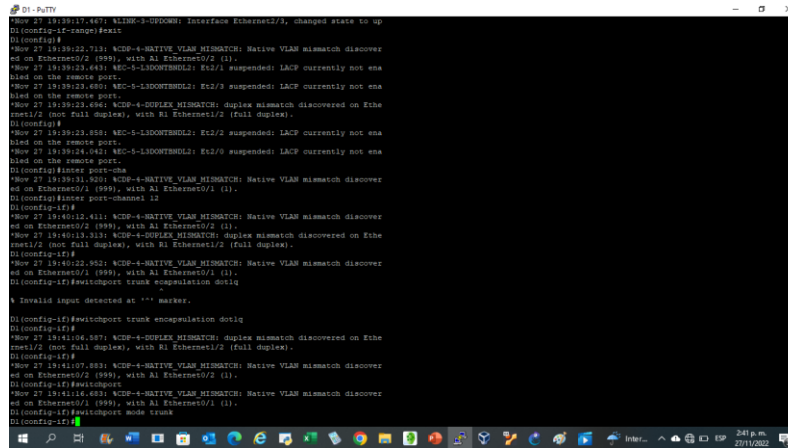 D1 - PuTTY
*Nov 27 19:39:17.467: %LINK-3-UPDOWN: Interface Ethernet2/3, changed state to up
D1(config-if-range)#exit
D1(config)#
*Nov 27 19:39:22.713: %CDP-4-NATIVE_VLAN_MISMATCH: Native VLAN mismatch discover
ed on Ethernet0/2 (999), with A1 Ethernet0/2 (1).
*Nov 27 19:39:23.643: %EC-5-L3DONTBNDL2: Et2/1 suspended: LACP currently not ena
bled on the remote port.
*Nov 27 19:39:23.680: %EC-5-L3DONTBNDL2: Et2/3 suspended: LACP currently not ena
bled on the remote port.
*Nov 27 19:39:23.696: %CDP-4-DUPLEX_MISMATCH: duplex mismatch discovered on Ethe
rnet1/2 (not full duplex), with R1 Ethernet1/2 (full duplex).
D1(config)#
*Nov 27 19:39:23.858: %EC-5-L3DONTBNDL2: Et2/2 suspended: LACP currently not ena
bled on the remote port.
*Nov 27 19:39:24.042: %EC-5-L3DONTBNDL2: Et2/0 suspended: LACP currently not ena
bled on the remote port.
D1(config)#inter port-cha
*Nov 27 19:39:31.920: %CDP-4-NATIVE_VLAN_MISMATCH: Native VLAN mismatch discover
ed on Ethernet0/1 (999), with A1 Ethernet0/1 (1).
D1(config)#inter port-channel 12
D1(config-if)#
*Nov 27 19:40:12.411: %CDP-4-NATIVE_VLAN_MISMATCH: Native VLAN mismatch discover
ed on Ethernet0/2 (999), with A1 Ethernet0/2 (1).
*Nov 27 19:40:13.313: %CDP-4-DUPLEX_MISMATCH: duplex mismatch discovered on Ethe
rnet1/2 (not full duplex), with R1 Ethernet1/2 (full duplex).
D1(config-if)#
*Nov 27 19:40:22.952: %CDP-4-NATIVE_VLAN_MISMATCH: Native VLAN mismatch discover
ed on Ethernet0/1 (999), with A1 Ethernet0/1 (1).
D1(config-if)#switchport trunk ecapsulation dot1q
^
% Invalid input detected at '^' marker.
D1(config-if)#switchport trunk encapsulation dot1q
D1(config-if)#
*Nov 27 19:41:06.587: %CDP-4-DUPLEX_MISMATCH: duplex mismatch discovered on Ethe
rnet1/2 (not full duplex), with R1 Ethernet1/2 (full duplex).
D1(config-if)#
*Nov 27 19:41:07.883: %CDP-4-NATIVE_VLAN_MISMATCH: Native VLAN mismatch discover
ed on Ethernet0/2 (999), with A1 Ethernet0/2 (1).
D1(config-if)#switchport
*Nov 27 19:41:16.683: %CDP-4-NATIVE_VLAN_MISMATCH: Native VLAN mismatch discover
ed on Ethernet0/1 (999), with A1 Ethernet0/1 (1).
D1(config-if)#switchport mode trunk
D1(config-if)#
Inter... ESP 2:41 p. m.
27/11/2022